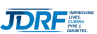 JDRF IMPROVING
LIVES.
CURING
TYPE 1
DIABETES.